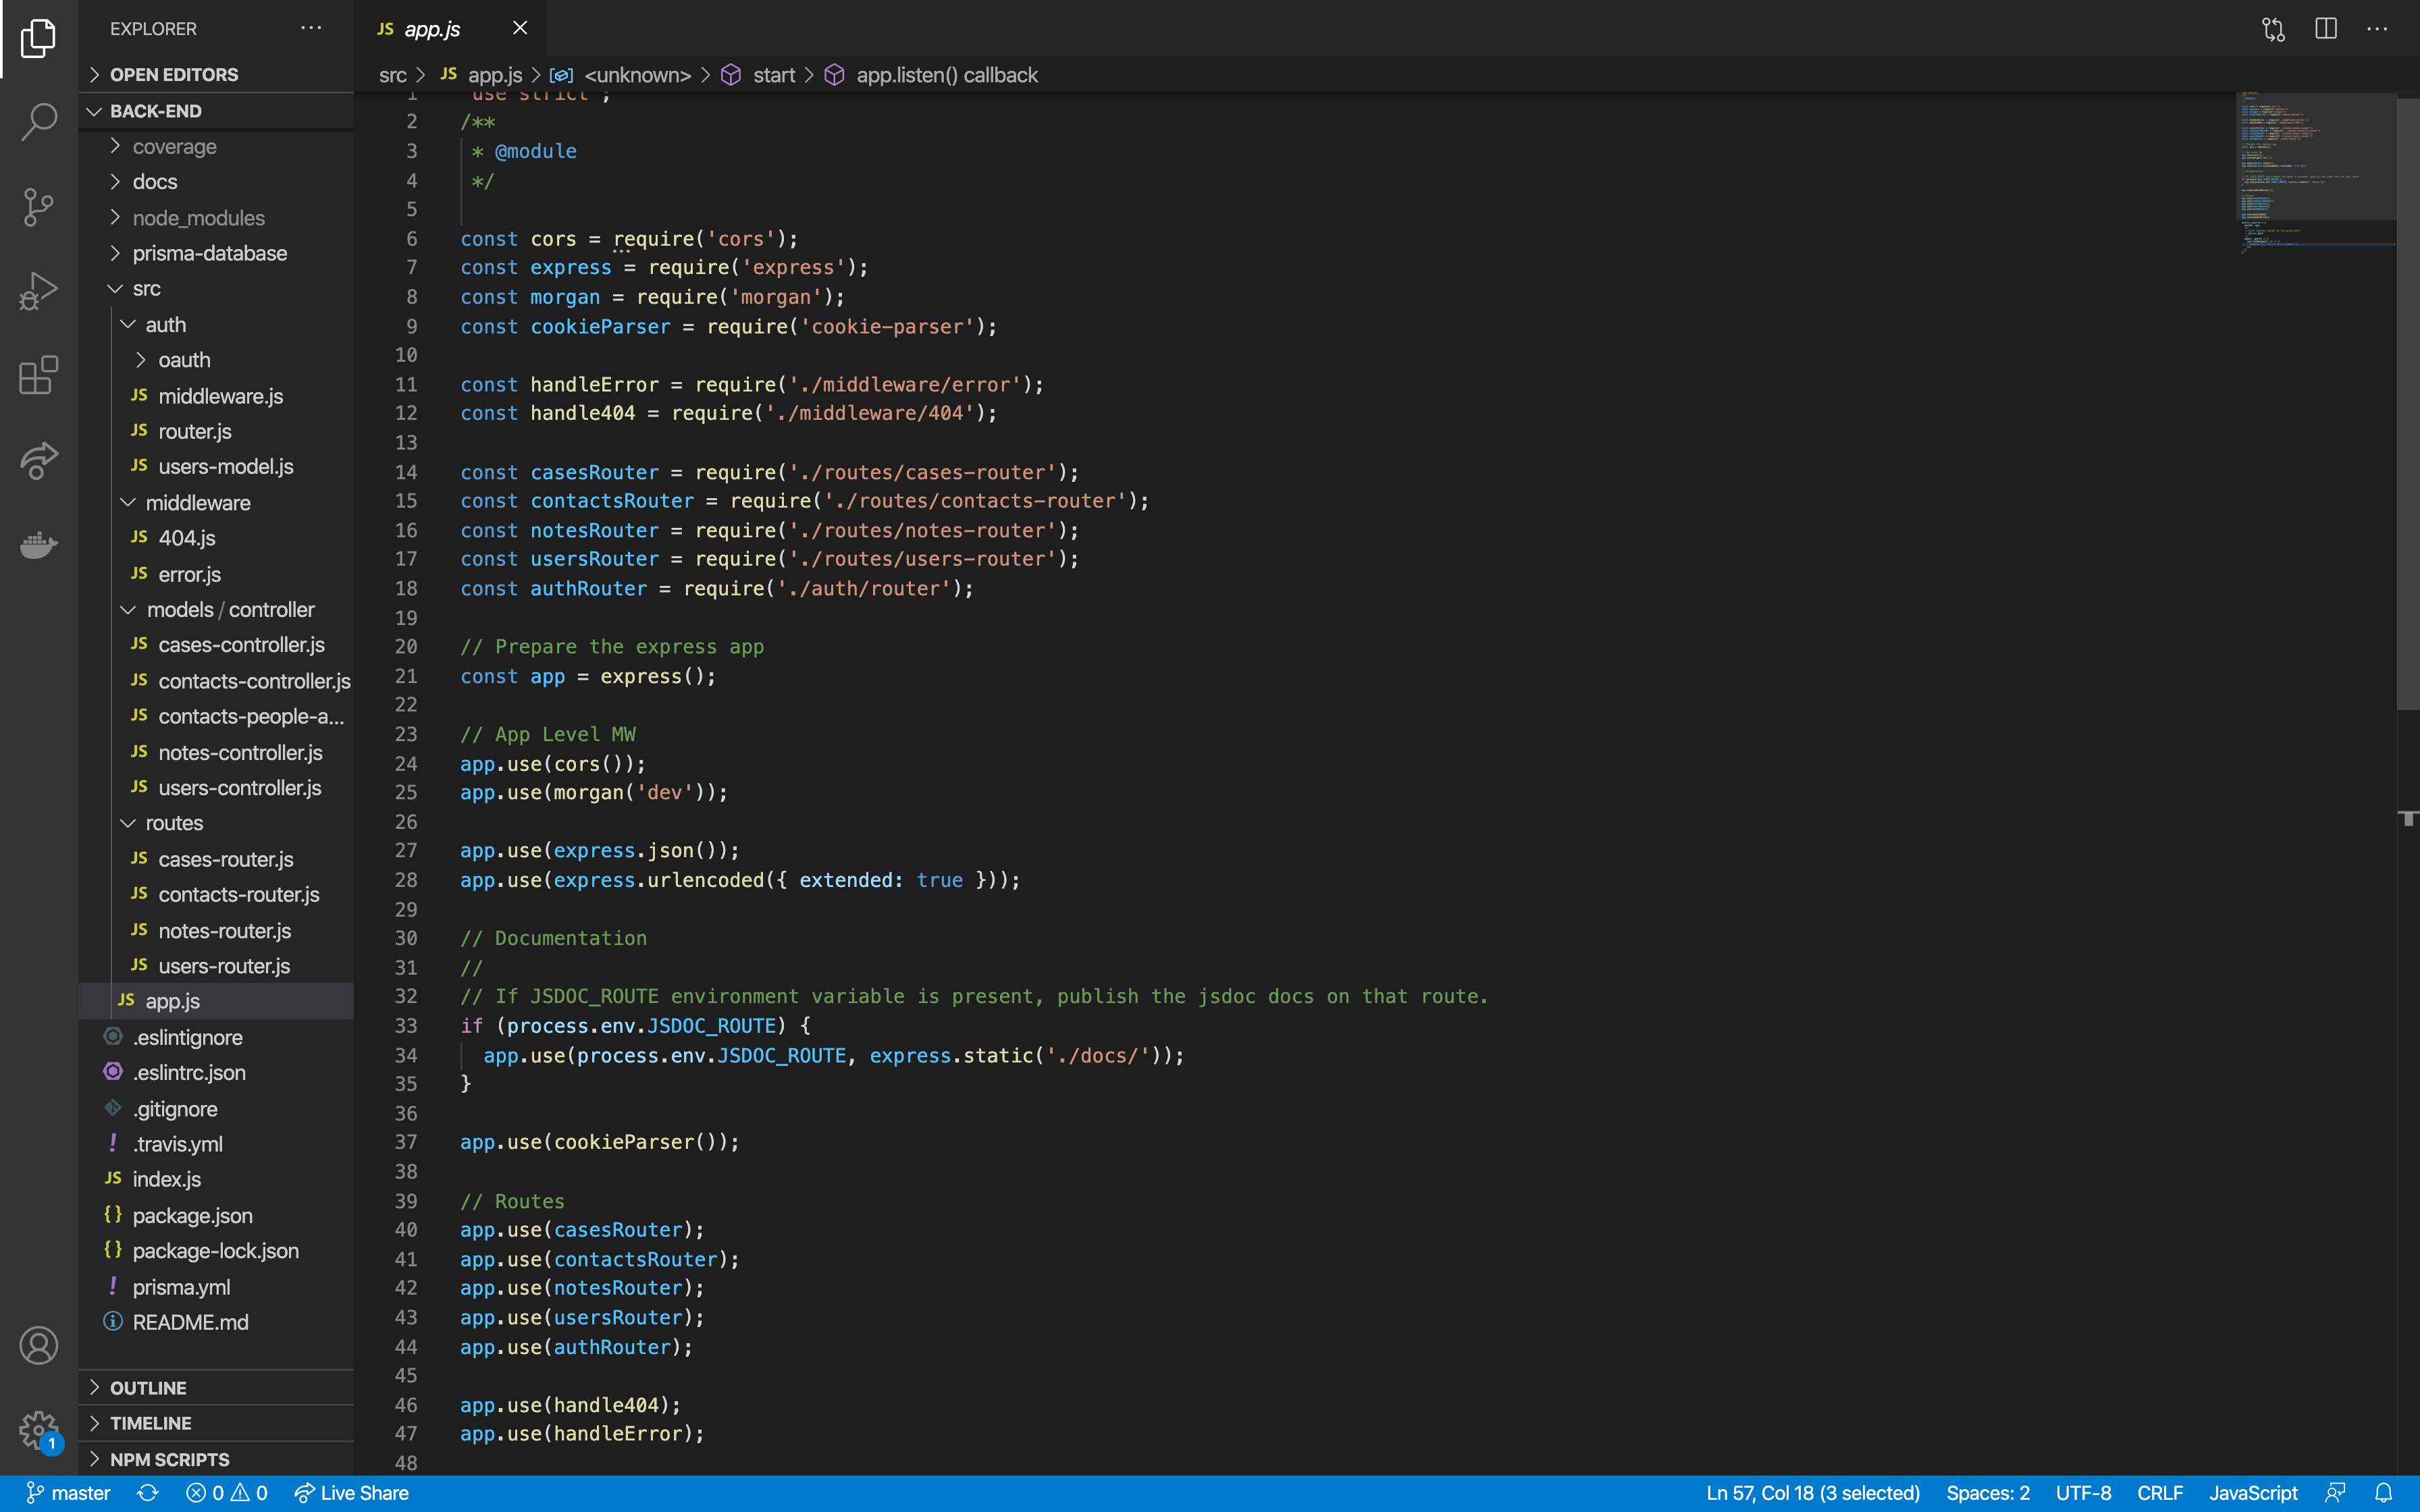 EXPLORER
OPEN EDITORS
BACK-END
coverage
docs
node_modules
prisma-database
src
auth
oauth
JS middleware.js
JS router.js
JS users-model.js
middleware
JS 404.js
JS error.js
models / controller
JS cases-controller.js
JS contacts-controller.js
JS contacts-people-a...
JS notes-controller.js
JS users-controller.js
routes
JS cases-router.js
JS contacts-router.js
JS notes-router.js
JS users-router.js
JS app.js
.eslintignore
.eslintrc.json
.gitignore
! .travis.yml
JS index.js
{} package.json
{} package-lock.json
! prisma.yml
README.md
OUTLINE
TIMELINE
NPM SCRIPTS
1
JS app.js
src > JS app.js > <unknown> > start > app.listen() callback
1 'use strict';
2 /**
3 * @module
4 */
5
6 const cors = require('cors');
7 const express = require('express');
8 const morgan = require('morgan');
9 const cookieParser = require('cookie-parser');
10
11 const handleError = require('./middleware/error');
12 const handle404 = require('./middleware/404');
13
14 const casesRouter = require('./routes/cases-router');
15 const contactsRouter = require('./routes/contacts-router');
16 const notesRouter = require('./routes/notes-router');
17 const usersRouter = require('./routes/users-router');
18 const authRouter = require('./auth/router');
19
20 // Prepare the express app
21 const app = express();
22
23 // App Level MW
24 app.use(cors());
25 app.use(morgan('dev'));
26
27 app.use(express.json());
28 app.use(express.urlencoded({ extended: true }));
29
30 // Documentation
31 //
32 // If JSDOC_ROUTE environment variable is present, publish the jsdoc docs on that route.
33 if (process.env.JSDOC_ROUTE) {
34 app.use(process.env.JSDOC_ROUTE, express.static('./docs/'));
35 }
36
37 app.use(cookieParser());
38
39 // Routes
40 app.use(casesRouter);
41 app.use(contactsRouter);
42 app.use(notesRouter);
43 app.use(usersRouter);
44 app.use(authRouter);
45
46 app.use(handle404);
47 app.use(handleError);
48
master 0 0 Live Share Ln 57, Col 18 (3 selected) Spaces: 2 UTF-8 CRLF JavaScript